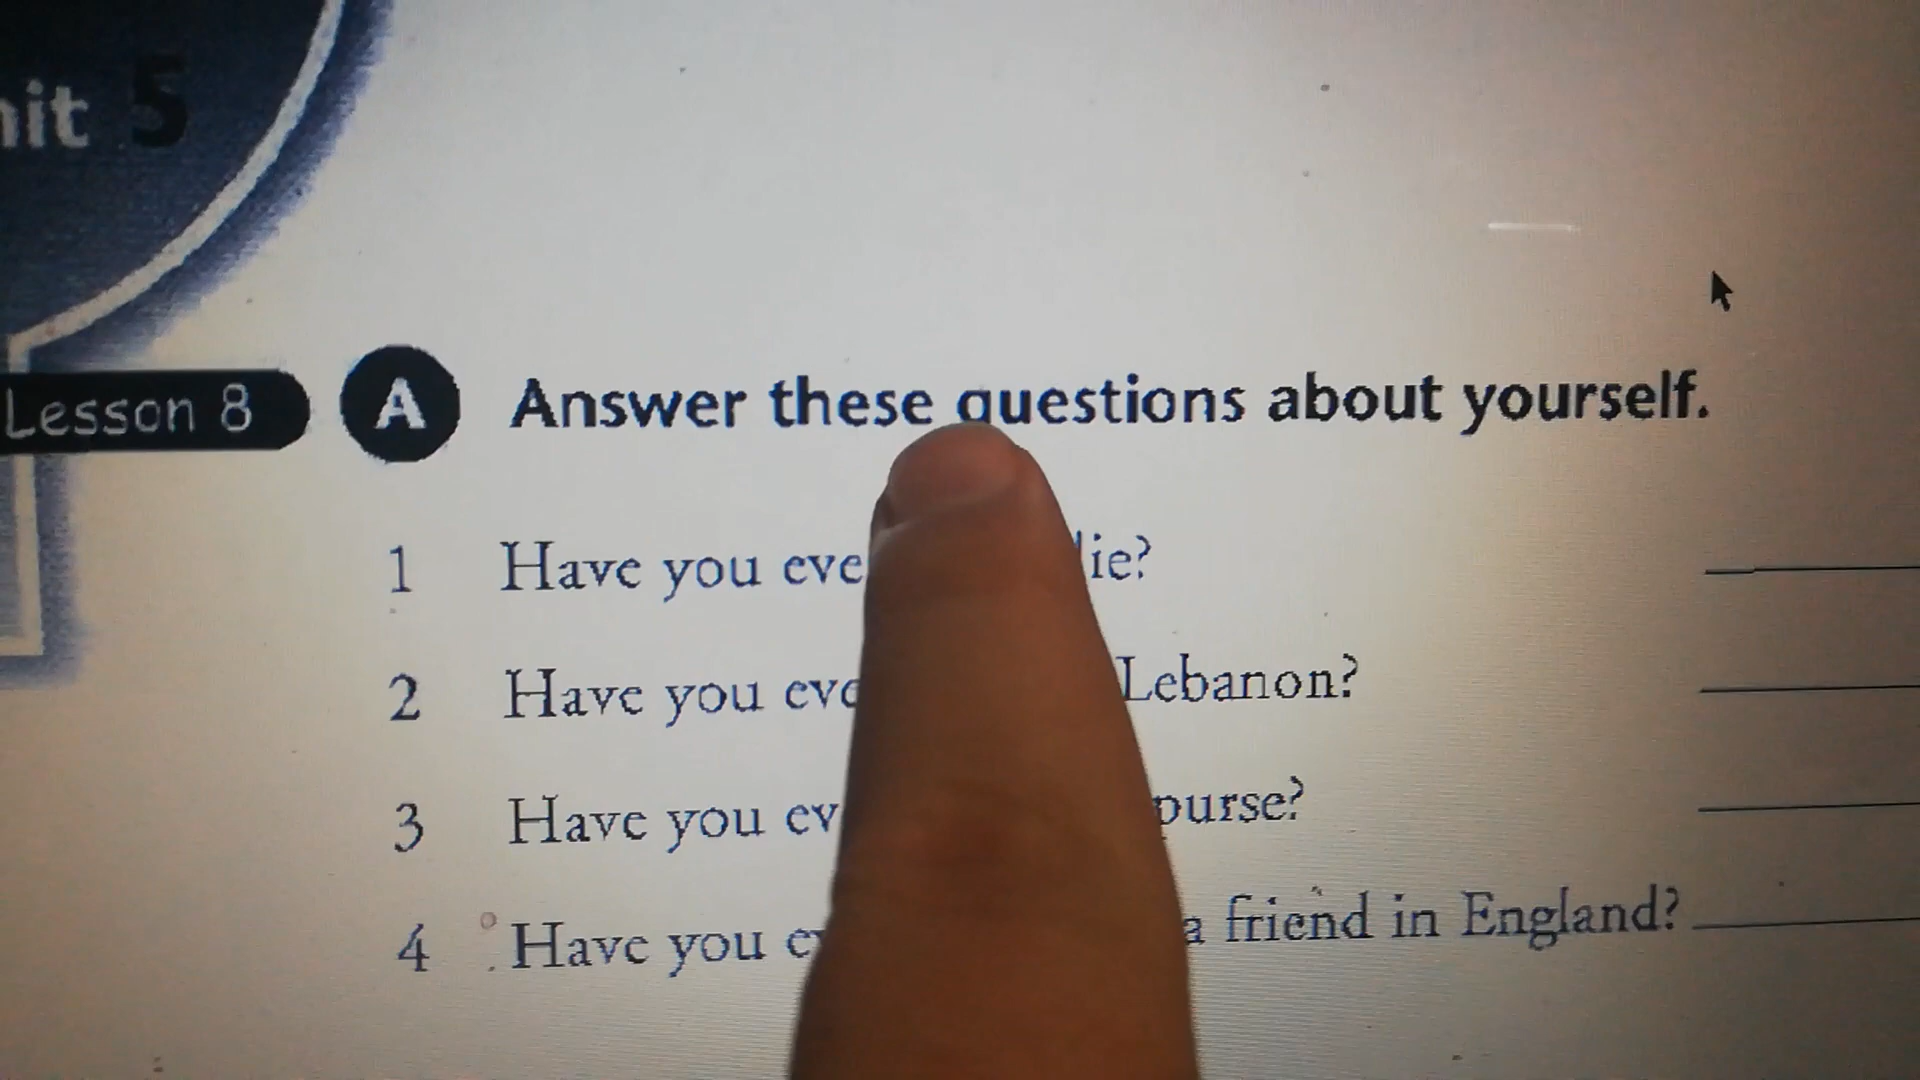 nit 5
Lesson 8 A Answer these questions about yourself.
1 Have you eve lie?
2 Have you eve Lebanon?
3 Have you ev purse?
4 Have you ev a friend in England?